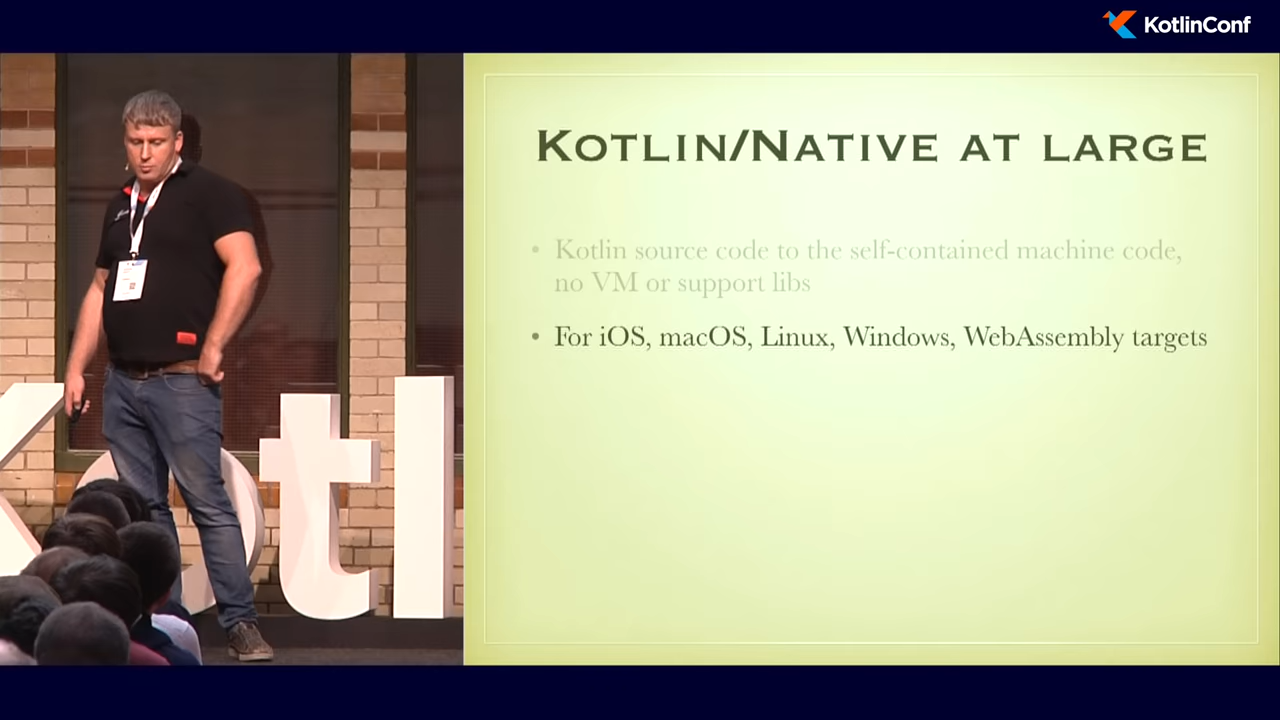 KotlinConf
KOTLIN/NATIVE AT LARGE
• Kotlin source code to the self-contained machine code,
no VM or support libs
• For iOS, macOS, Linux, Windows, WebAssembly targets
Kotl